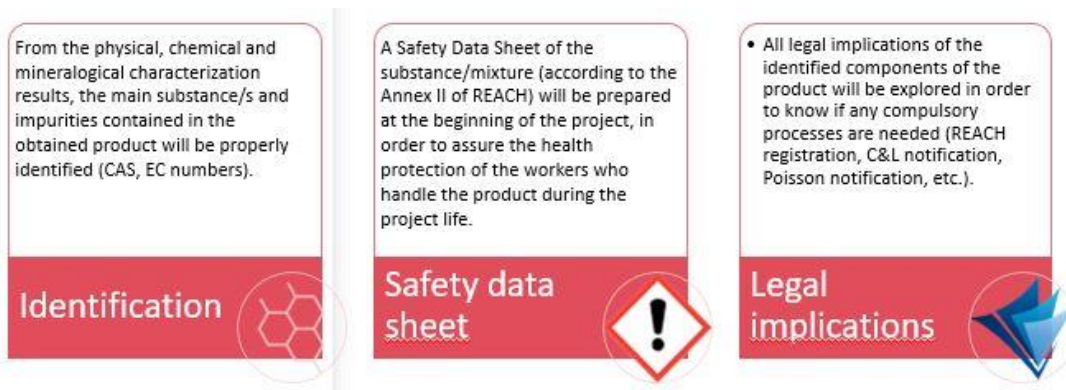 From the physical, chemical and
mineralogical characterization
results, the main substance/s and
impurities contained in the
obtained product will be properly
identified (CAS, EC numbers).
Identification
A Safety Data Sheet of the
substance/mixture (according to the
Annex II of REACH) will be prepared
at the beginning of the project, in
order to assure the health
protection of the workers who
handle the product during the
project life.
Safety data
sheet
• All legal implications of the
identified components of the
product will be explored in order
to know if any compulsory
processes are needed (REACH
registration, C&L notification,
Poisson notification, etc.).
Legal
implications